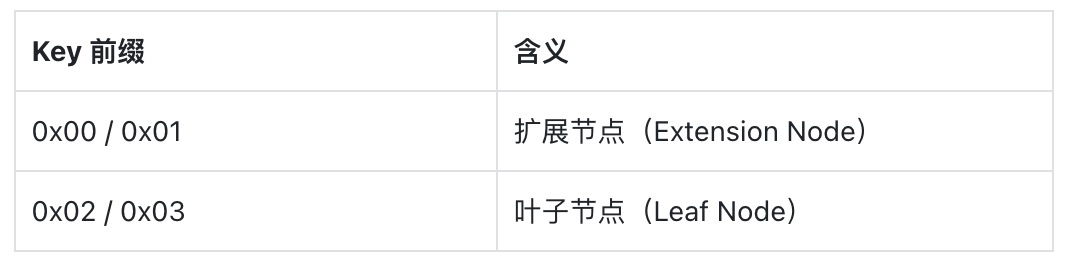 Key 前缀
含义
0x00 / 0x01
扩展节点（Extension Node）
0x02 / 0x03
叶子节点（Leaf Node）